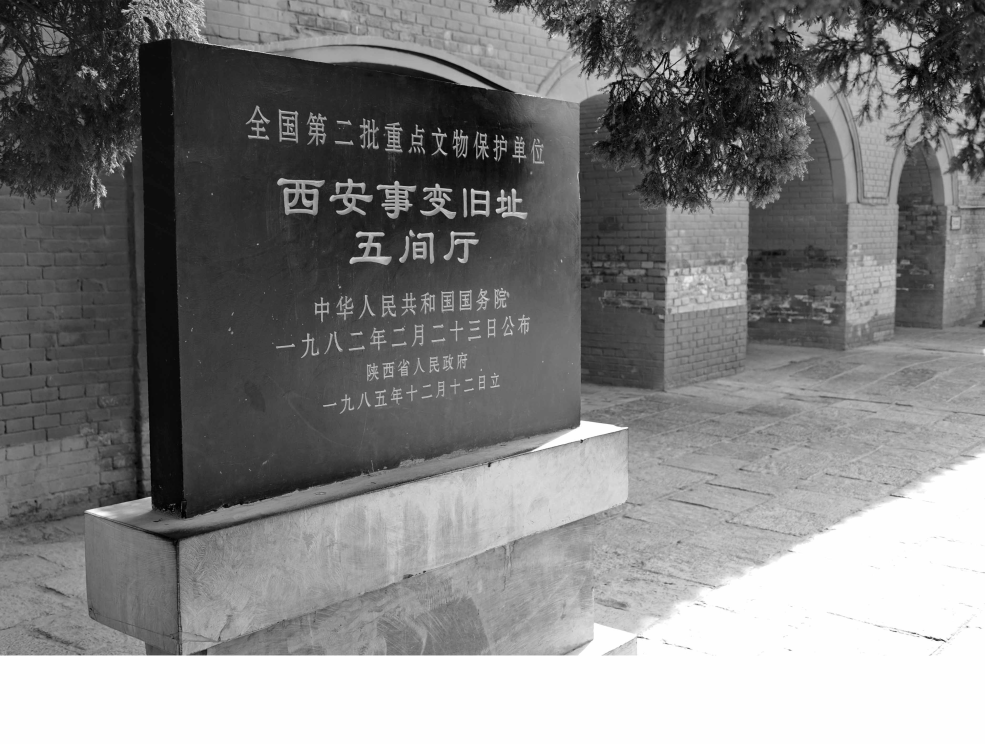 全国第二批重点文物保护单位
西安事变旧址
五间厅
中华人民共和国国务院
一九八二年二月二十三日公布
陕西省人民政府
一九八五年十二月十二日立